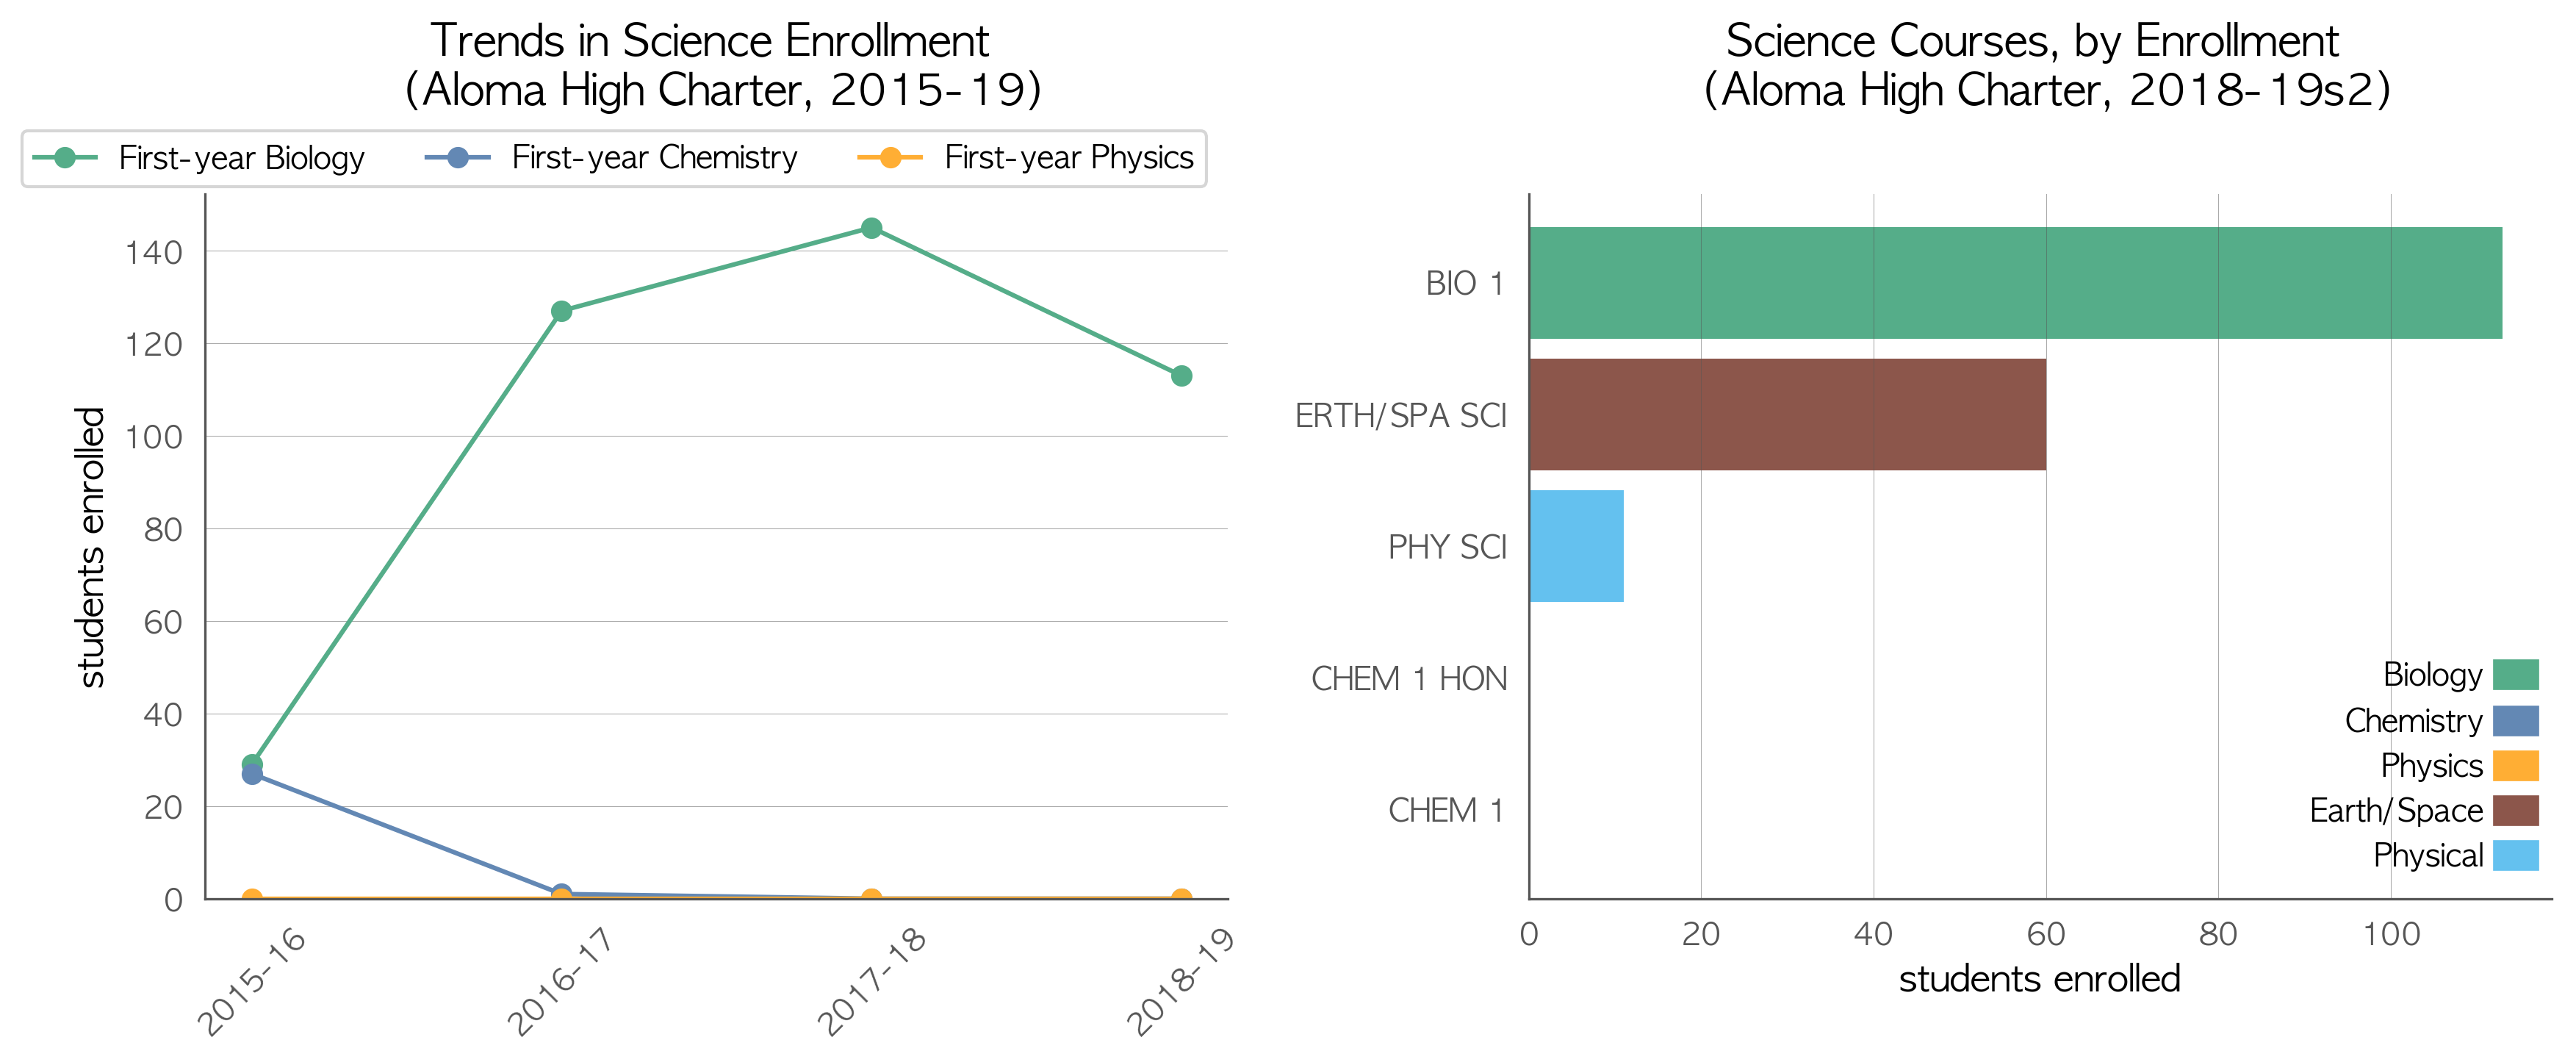 Trends in Science Enrollment
(Aloma High Charter, 2015-19)
First-year Biology
First-year Chemistry
First-year Physics
140
120
100
80
60
40
20
0
students enrolled
2015-16
2016-17
2017-18
2018-19
Science Courses, by Enrollment
(Aloma High Charter, 2018-19s2)
BIO 1
ERTH/SPA SCI
PHY SCI
CHEM 1 HON
CHEM 1
Biology
Chemistry
Physics
Earth/Space
Physical
0
20
40
60
80
100
students enrolled